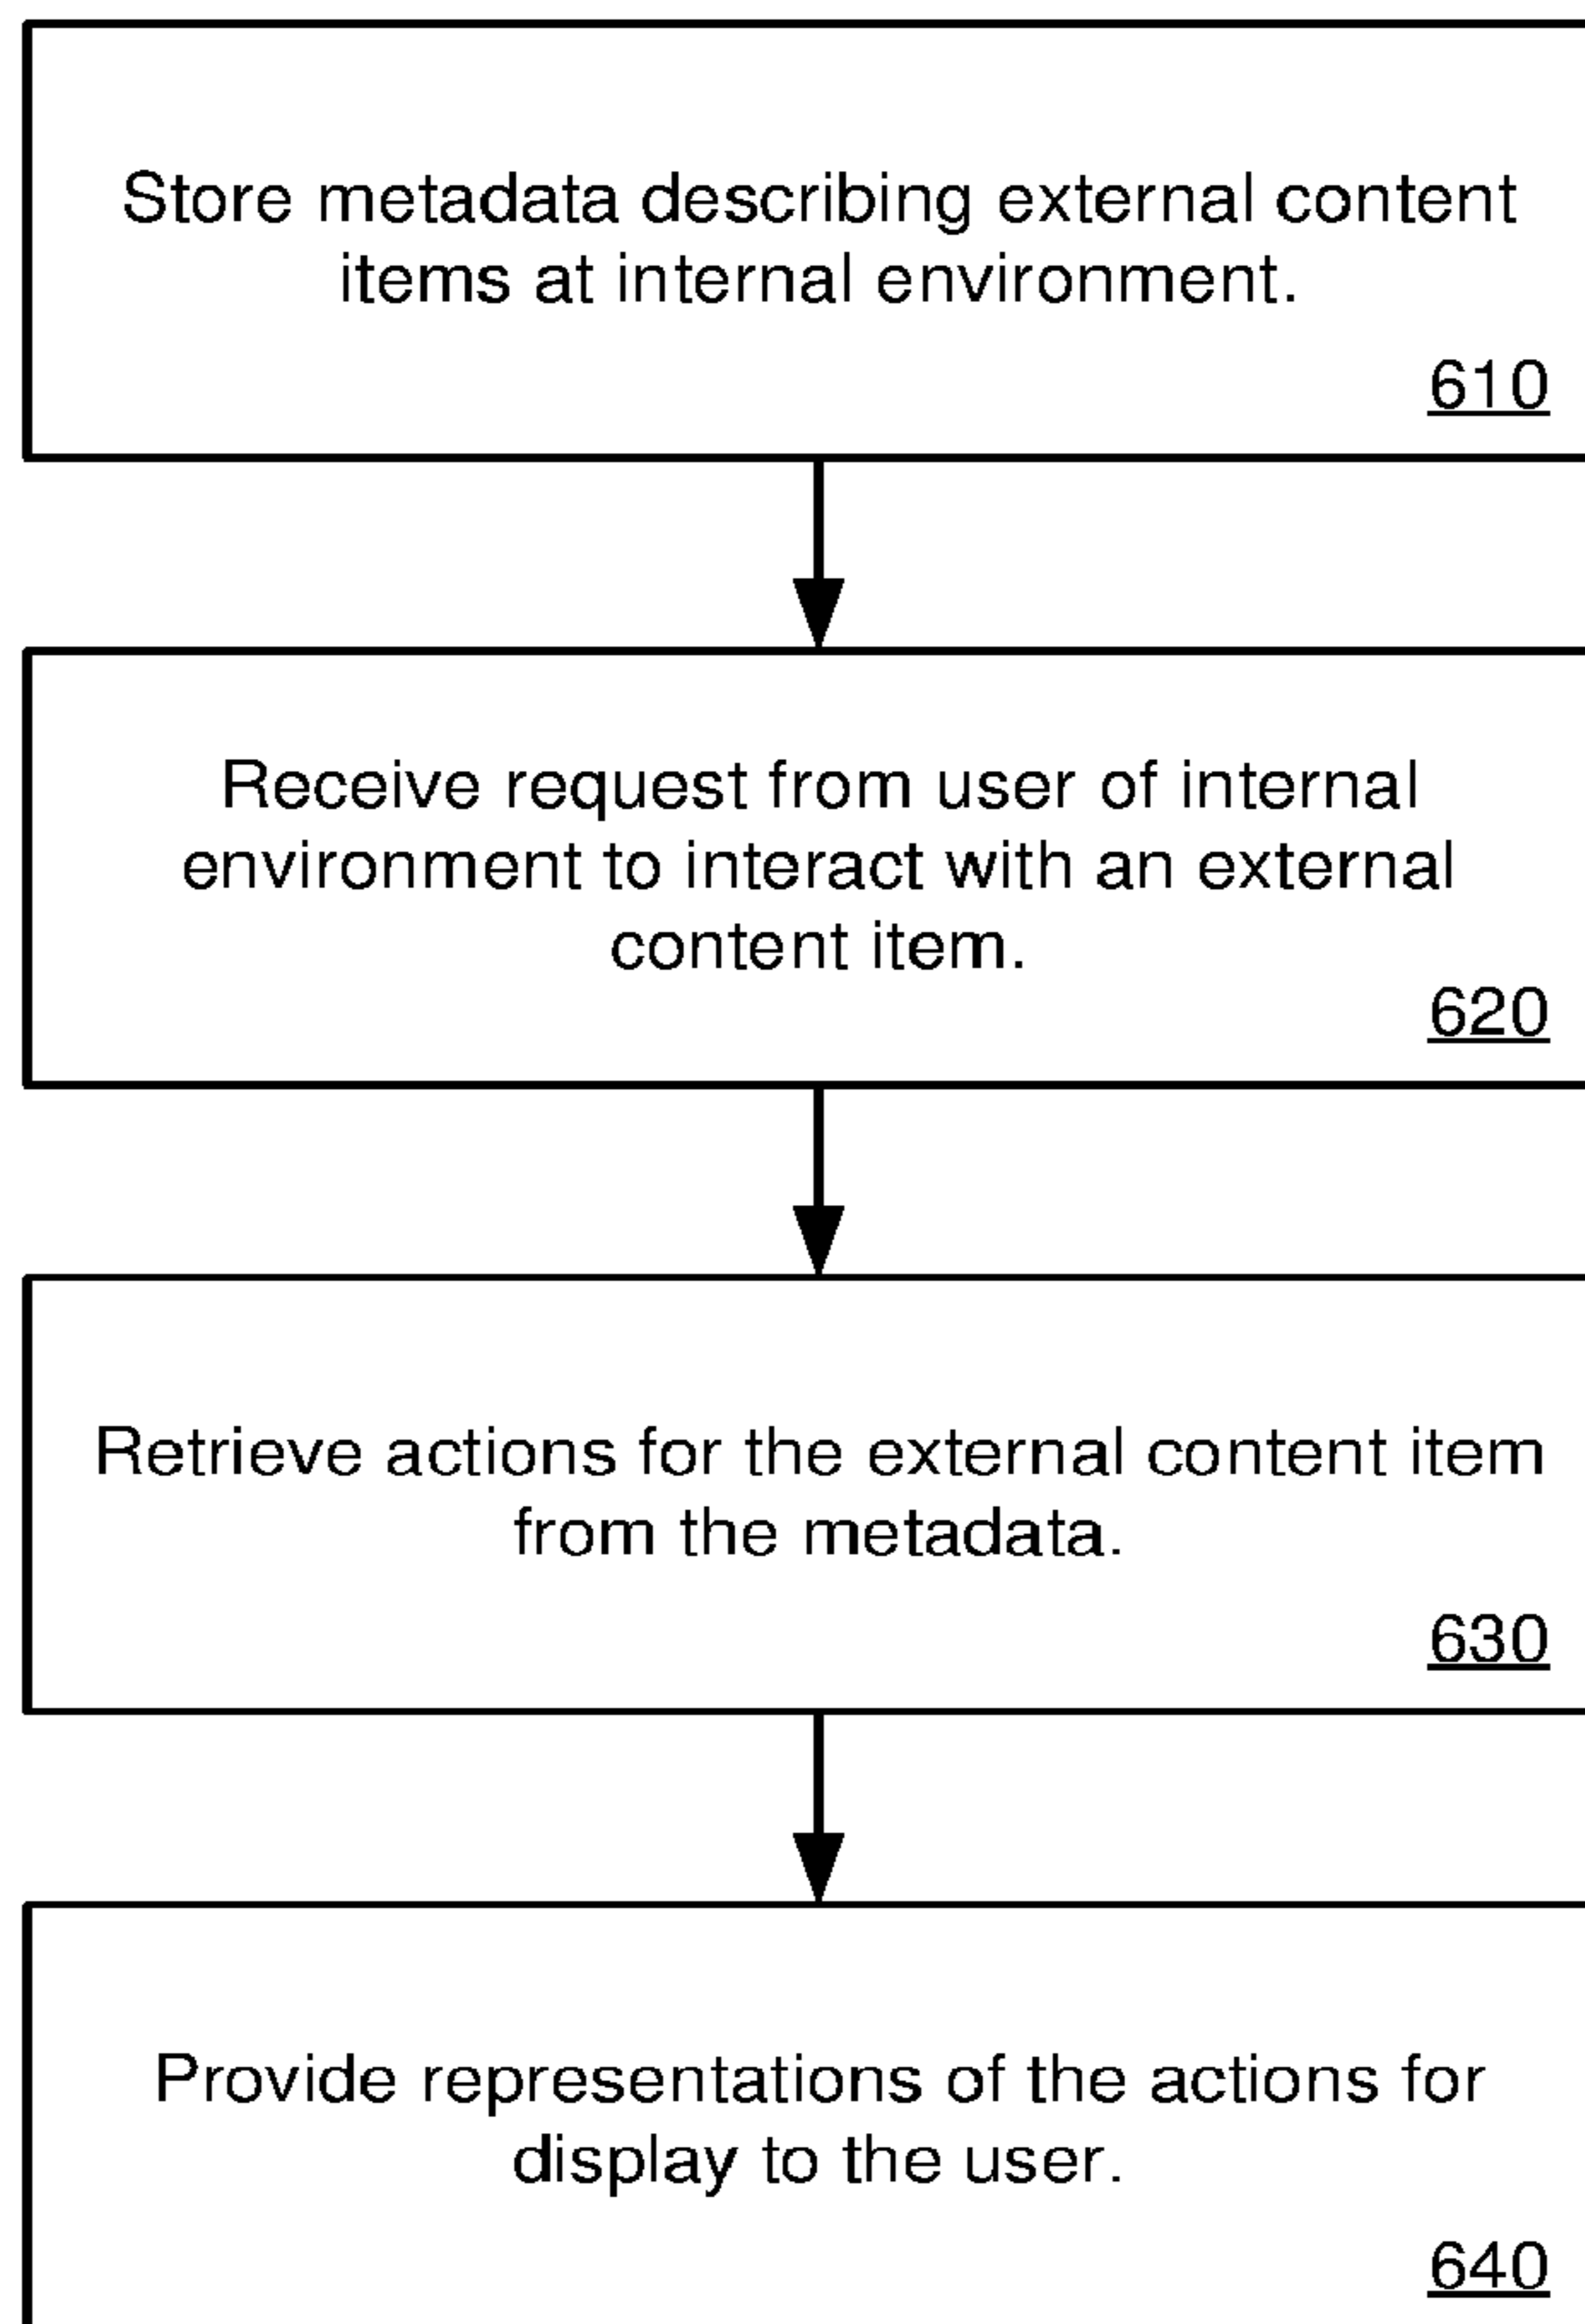 Store metadata describing external content
items at internal environment.
610
Receive request from user of internal
environment to interact with an external
content item.
620
Retrieve actions for the external content item
from the metadata.
630
Provide representations of the actions for
display to the user.
640